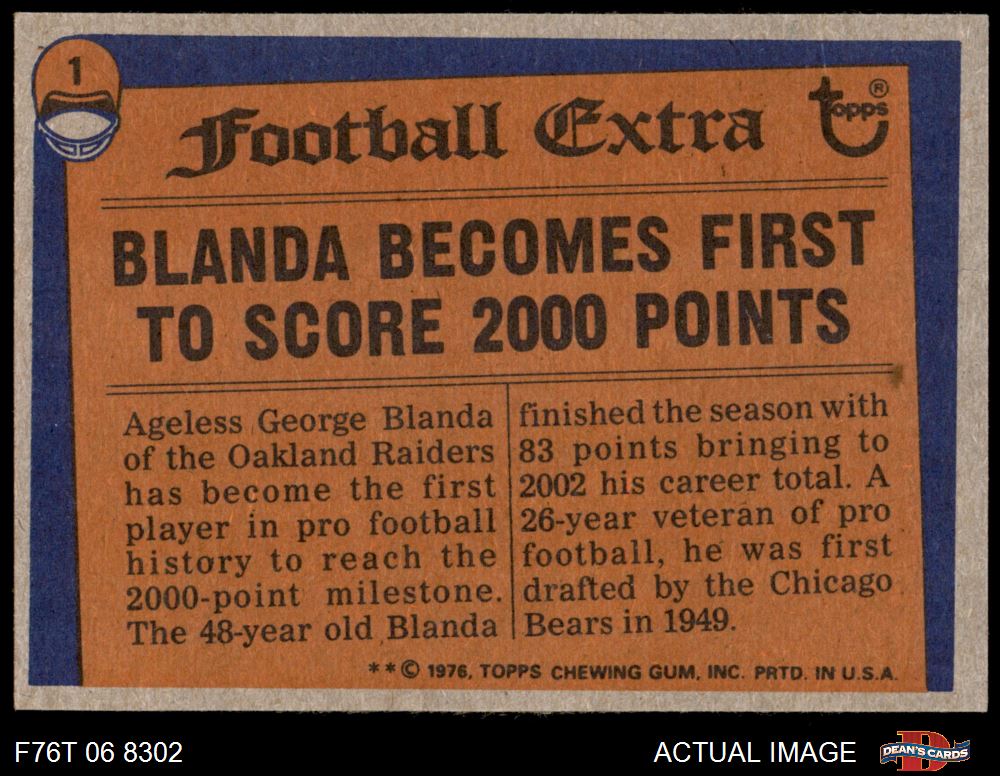 1
Football Extra
topps ®
BLANDA BECOMES FIRST
TO SCORE 2000 POINTS
Ageless George Blanda
of the Oakland Raiders
has become the first
player in pro football
history to reach the
2000-point milestone.
The 48-year old Blanda
finished the season with
83 points bringing to
2002 his career total. A
26-year veteran of pro
football, he was first
drafted by the Chicago
Bears in 1949.
**© 1976, TOPPS CHEWING GUM, INC. PRTD. IN U.S.A.
F76T 06 8302
ACTUAL IMAGE
DEAN'S CARDS